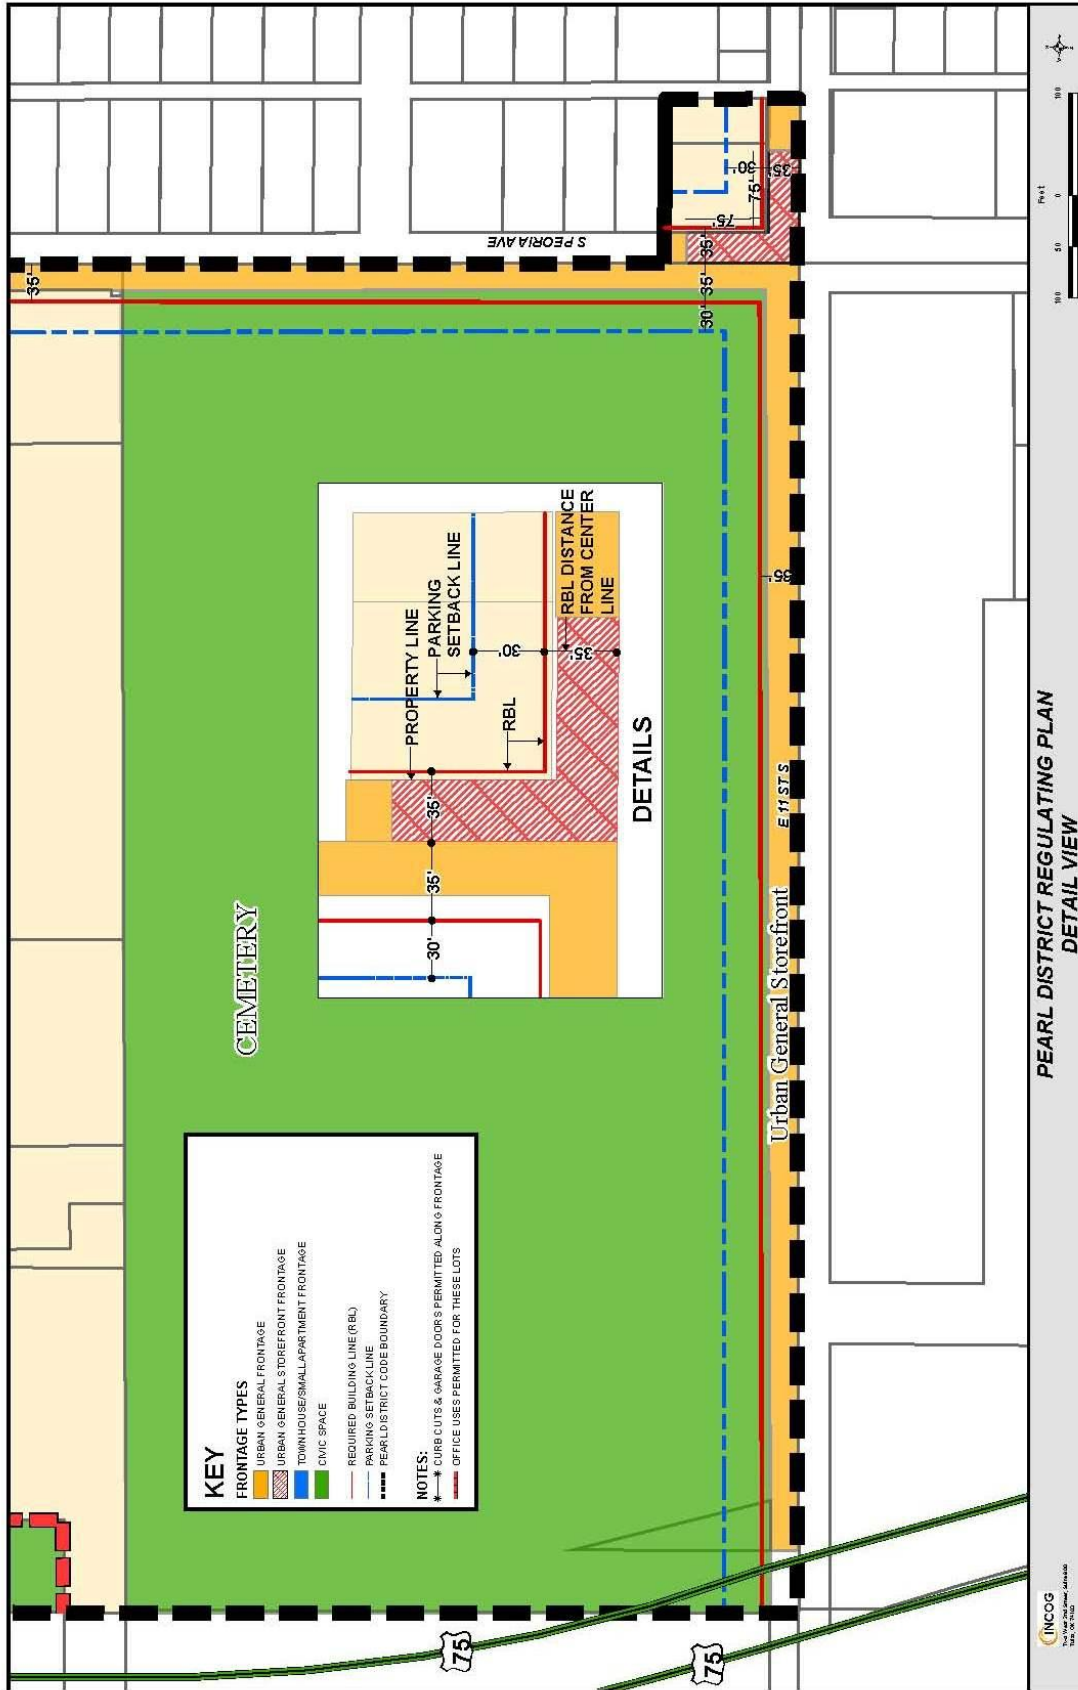 CEMETERY
KEY
FRONTAGE TYPES
URBAN GENERAL FRONTAGE
URBAN GENERAL STOREFRONT FRONTAGE
TOWNHOUSE/SMALL APARTMENT FRONTAGE
CIVIC SPACE
REQUIRED BUILDING LINE (RBL)
PARKING SETBACK LINE
PEARL DISTRICT CODE BOUNDARY
NOTES:
CURB CUTS & GARAGE DOORS PERMITTED ALONG FRONTAGE
OFFICE USES PERMITTED FOR THESE LOTS
PROPERTY LINE
PARKING
SETBACK LINE
RBL
RBL DISTANCE
FROM CENTER
LINE
30'
35'
35'
30'
35'
DETAILS
S PEORIA AVE
35'
30'
35'
35'
75'
75'
30'
35'
35'
E 11 ST S
Urban General Storefront
75
75
INCOG
PEARL DISTRICT REGULATING PLAN
DETAIL VIEW
Feet
100
50
0
100